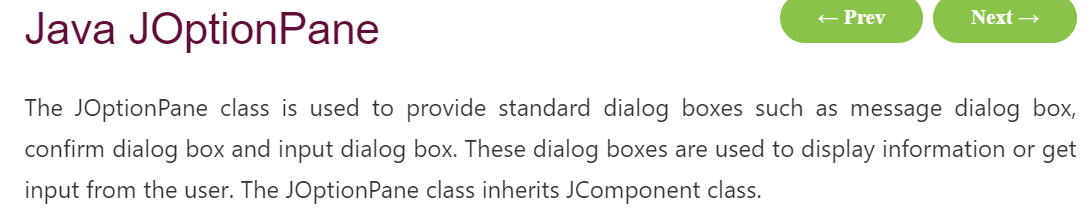 Java JOptionPane
← Prev
Next →
The JOptionPane class is used to provide standard dialog boxes such as message dialog box,
confirm dialog box and input dialog box. These dialog boxes are used to display information or get
input from the user. The JOptionPane class inherits JComponent class.